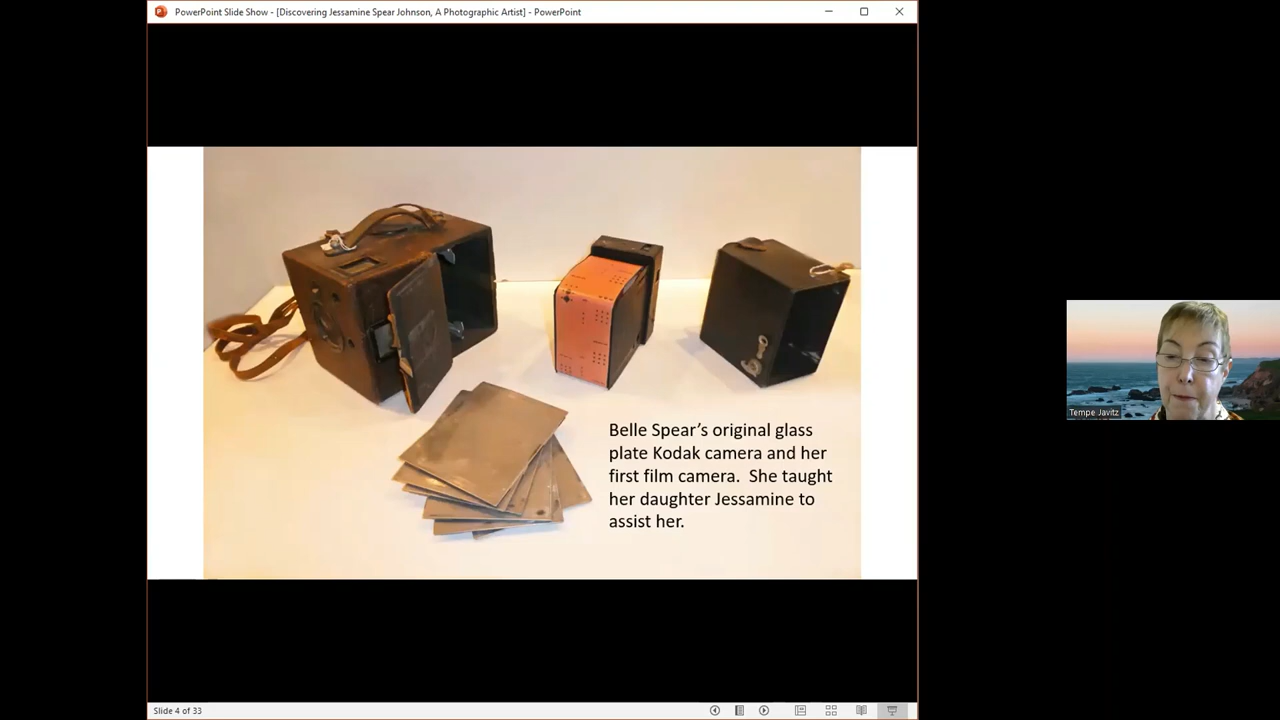 PowerPoint Slide Show - [Discovering Jessamine Spear Johnson, A Photographic Artist] - PowerPoint
Belle Spear’s original glass
plate Kodak camera and her
first film camera.  She taught
her daughter Jessamine to
assist her.
Tempe Javitz
Slide 4 of 33